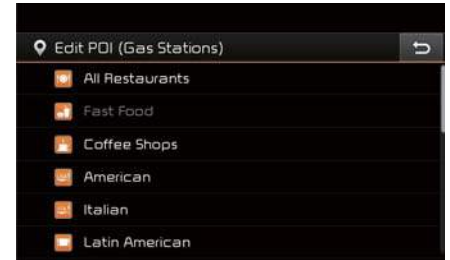 Edit POI (Gas Stations)
All Restaurants
Fast Food
Coffee Shops
American
Italian
Latin American